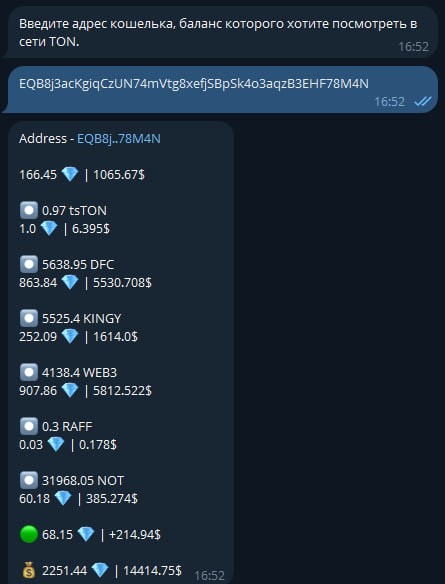 Введите адрес кошелька, баланс которого хотите посмотреть в
сети TON.
16:52
EQB8j3acKgiqCzUN74mVtg8xefjSBpSk4o3aqzB3EHF78M4N
16:52
Address - EQB8j..78M4N
166.45 💎 | 1065.67$
0.97 tsTON
1.0 💎 | 6.395$
5638.95 DFC
863.84 💎 | 5530.708$
5525.4 KINGY
252.09 💎 | 1614.0$
4138.4 WEB3
907.86 💎 | 5812.522$
0.3 RAFF
0.03 💎 | 0.178$
31968.05 NOT
60.18 💎 | 385.274$
🟢 68.15 💎 | +214.94$
💰 2251.44 💎 | 14414.75$
16:52